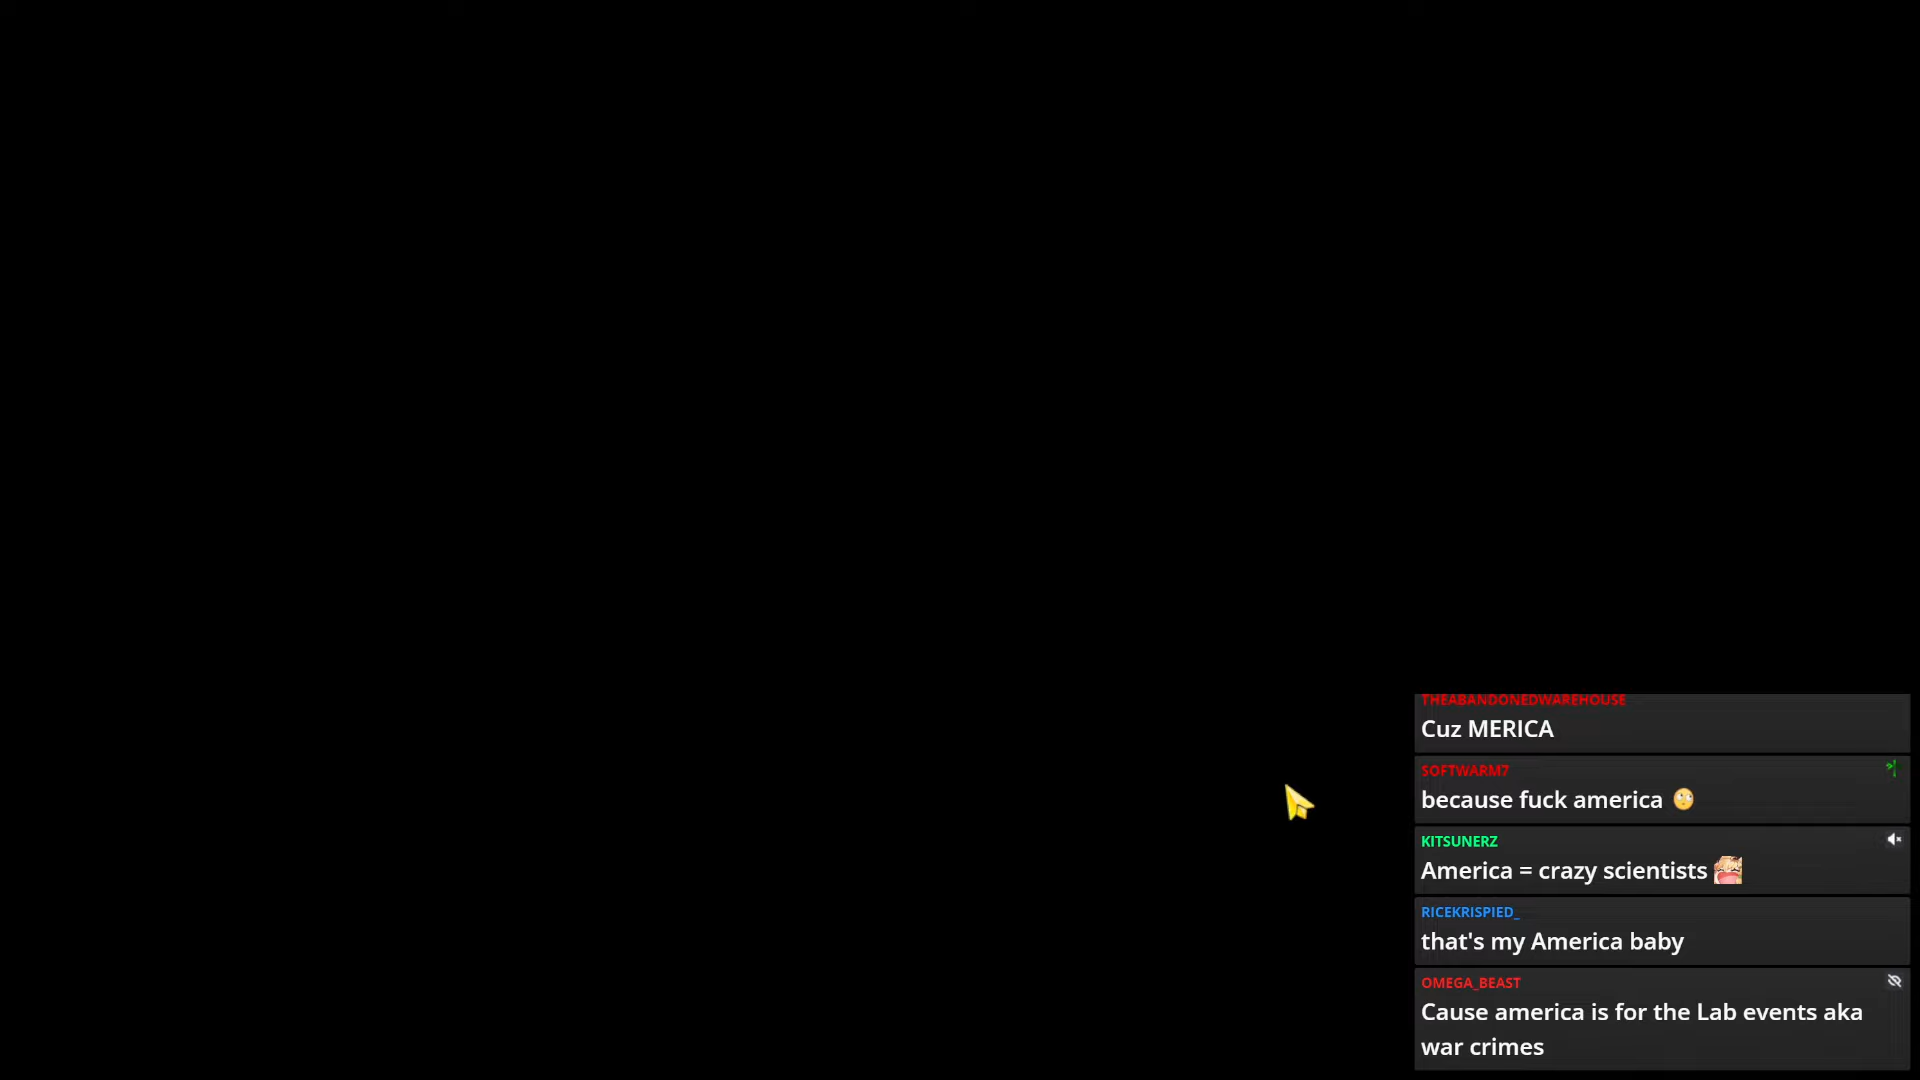 THEABANDONEDWAREHOUSE
Cuz MERICA
SOFTWARM7
because fuck america 🙄
KITSUNERZ
America = crazy scientists
RICEKRISPIED_
that's my America baby
OMEGA_BEAST
Cause america is for the Lab events aka
war crimes